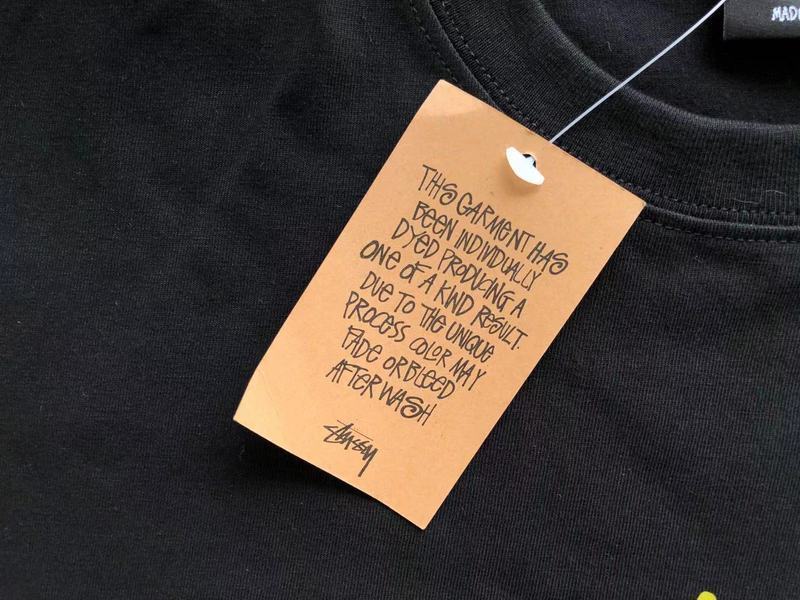 MAD
THIS GARMENT HAS
BEEN INDIVIDUALLY
DYED PRODUCING A
ONE OF A KIND RESULT.
DUE TO THE UNIQUE
PROCESS COLOR MAY
FADE OR BLEED
AFTER WASH
Stüssy